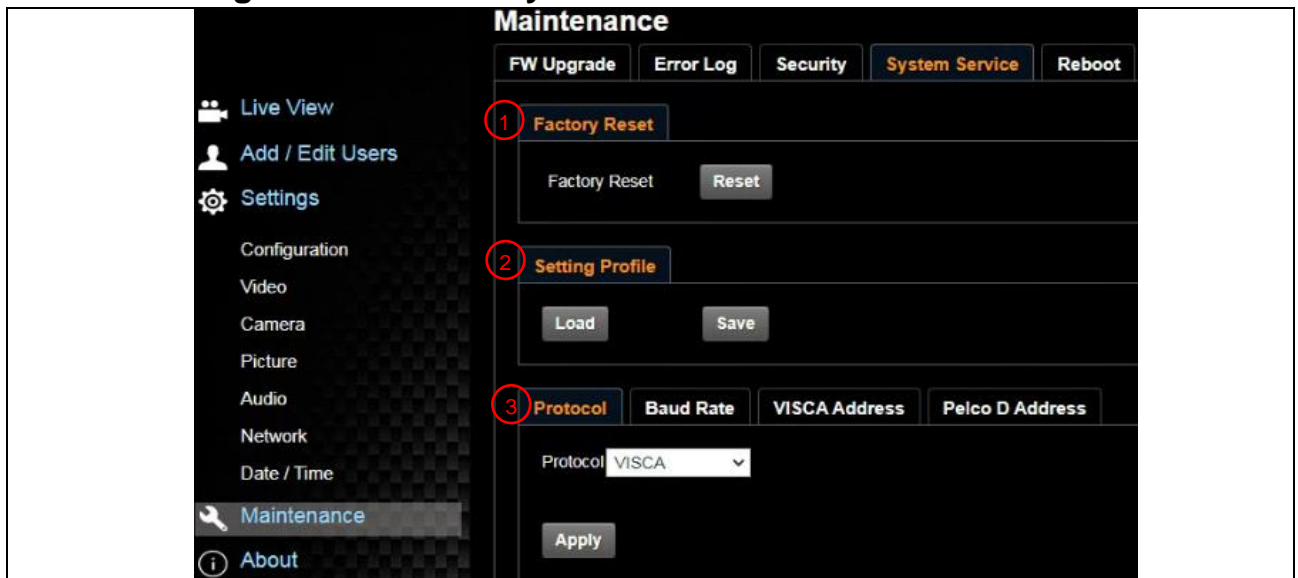 Maintenance
FW Upgrade Error Log Security System Service Reboot
Live View
Add / Edit Users
Settings
Configuration
Video
Camera
Picture
Audio
Network
Date / Time
Maintenance
About
1 Factory Reset
Factory Reset Reset
2 Setting Profile
Load Save
3 Protocol Baud Rate VISCA Address Pelco D Address
Protocol VISCA
Apply